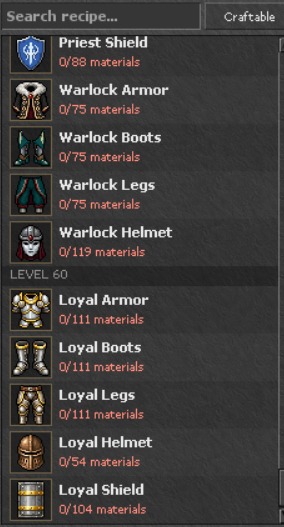 Search recipe...
Craftable
Priest Shield
0/88 materials
Warlock Armor
0/75 materials
Warlock Boots
0/75 materials
Warlock Legs
0/75 materials
Warlock Helmet
0/119 materials
LEVEL 60
Loyal Armor
0/111 materials
Loyal Boots
0/111 materials
Loyal Legs
0/111 materials
Loyal Helmet
0/54 materials
Loyal Shield
0/104 materials